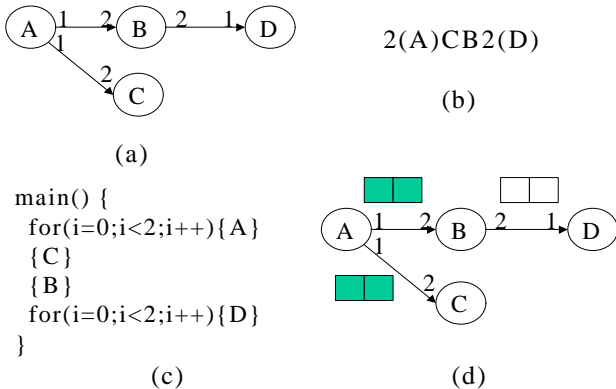 A 1 2 B 2 1 D
1
2
C
(a)
2(A)CB2(D)
(b)
main() {
for(i=0;i<2;i++){A}
{C}
{B}
for(i=0;i<2;i++){D}
}
(c)
A 1 2 B 2 1 D
1
2
C
(d)